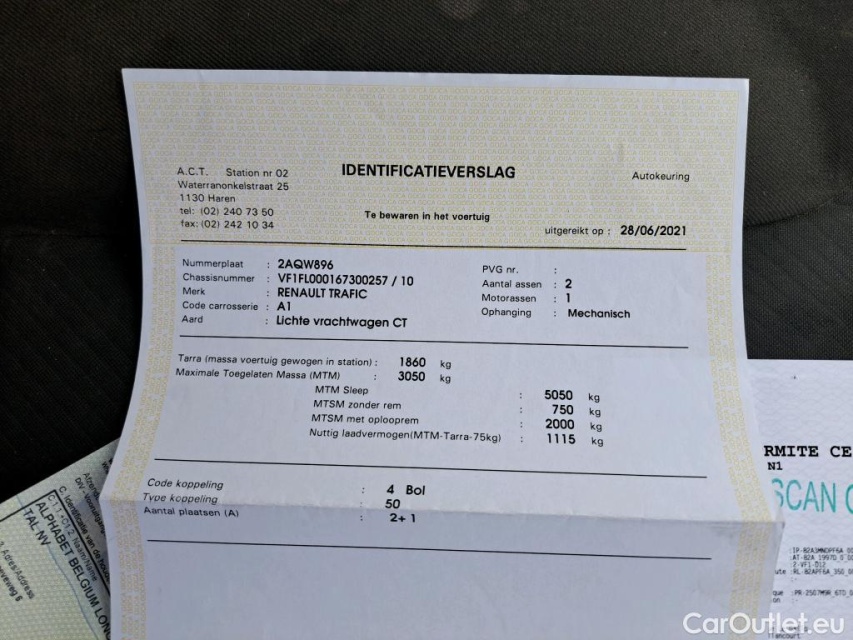 A.C.T. Station nr 02
Waterranonkelstraat 25
1130 Haren
tel: (02) 240 73 50
fax: (02) 242 10 34
IDENTIFICATIEVERSLAG
Te bewaren in het voertuig
Autokeuring
uitgereikt op : 28/06/2021
Nummerplaat : 2AQW896
Chassisnummer : VF1FL000167300257 / 10
Merk : RENAULT TRAFIC
Code carrosserie : A1
Aard : Lichte vrachtwagen CT
PVG nr. :
Aantal assen : 2
Motorassen : 1
Ophanging : Mechanisch
Tarra (massa voertuig gewogen in station) : 1860 kg
Maximale Toegelaten Massa (MTM) : 3050 kg
MTM Sleep : 5050 kg
MTSM zonder rem : 750 kg
MTSM met oplooprem : 2000 kg
Nuttig laadvermogen(MTM-Tarra-75kg) : 1115 kg
Code koppeling : 4 Bol
Type koppeling : 50
Aantal plaatsen (A) : 2+1
ALPHABET BELGIUM LON
TAL NV
RMITE CE
N1
SCAN
CarOutlet.eu